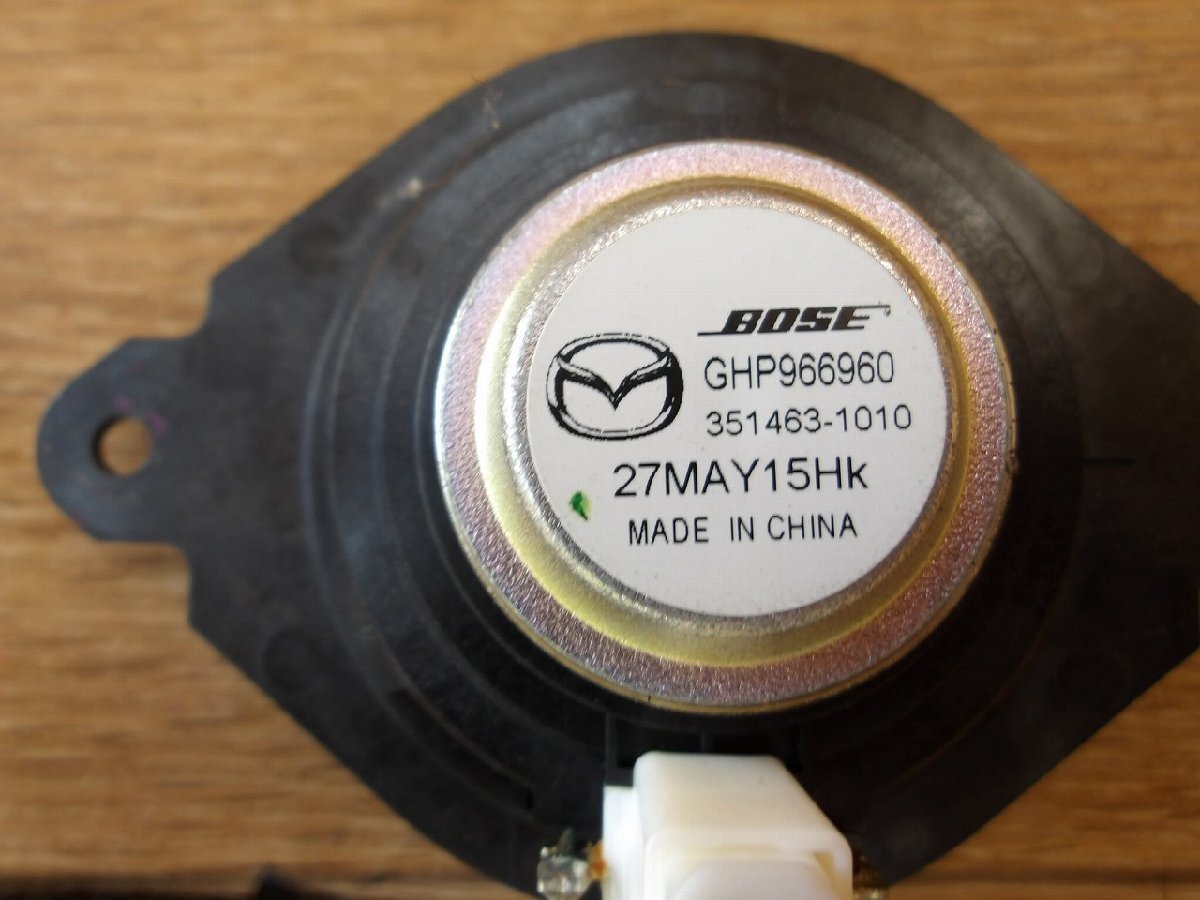 BOSE
GHP966960
351463-1010
27MAY15Hk
MADE IN CHINA